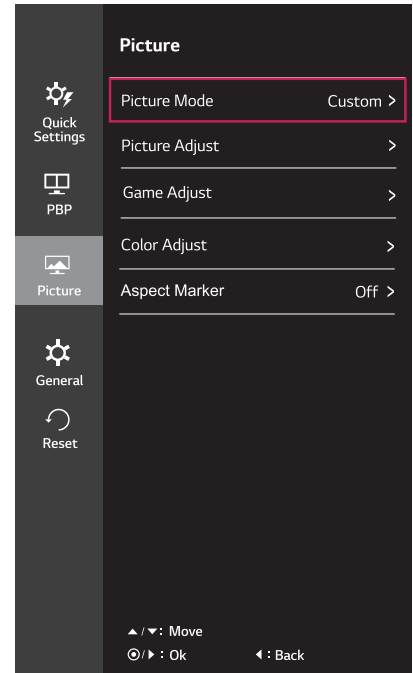 Picture
Quick
Settings
PBP
Picture
General
Reset
Picture Mode Custom >
Picture Adjust >
Game Adjust >
Color Adjust >
Aspect Marker Off >
▲/▼: Move
⦿/▶ : Ok ◀ : Back